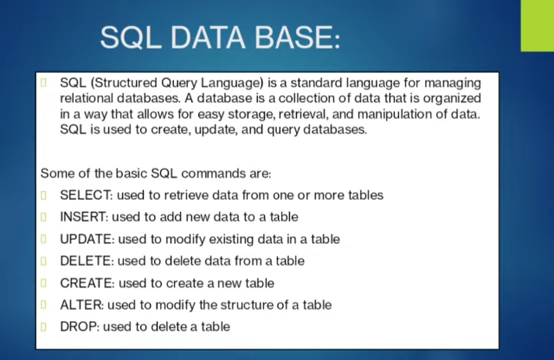 SQL DATA BASE:
SQL (Structured Query Language) is a standard language for managing
relational databases. A database is a collection of data that is organized
in a way that allows for easy storage, retrieval, and manipulation of data.
SQL is used to create, update, and query databases.
Some of the basic SQL commands are:
SELECT: used to retrieve data from one or more tables
INSERT: used to add new data to a table
UPDATE: used to modify existing data in a table
DELETE: used to delete data from a table
CREATE: used to create a new table
ALTER: used to modify the structure of a table
DROP: used to delete a table